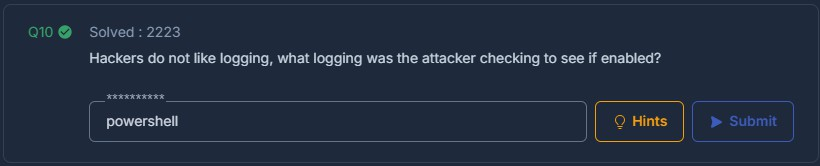 Q10 Solved : 2223
Hackers do not like logging, what logging was the attacker checking to see if enabled?
**********
powershell Hints Submit